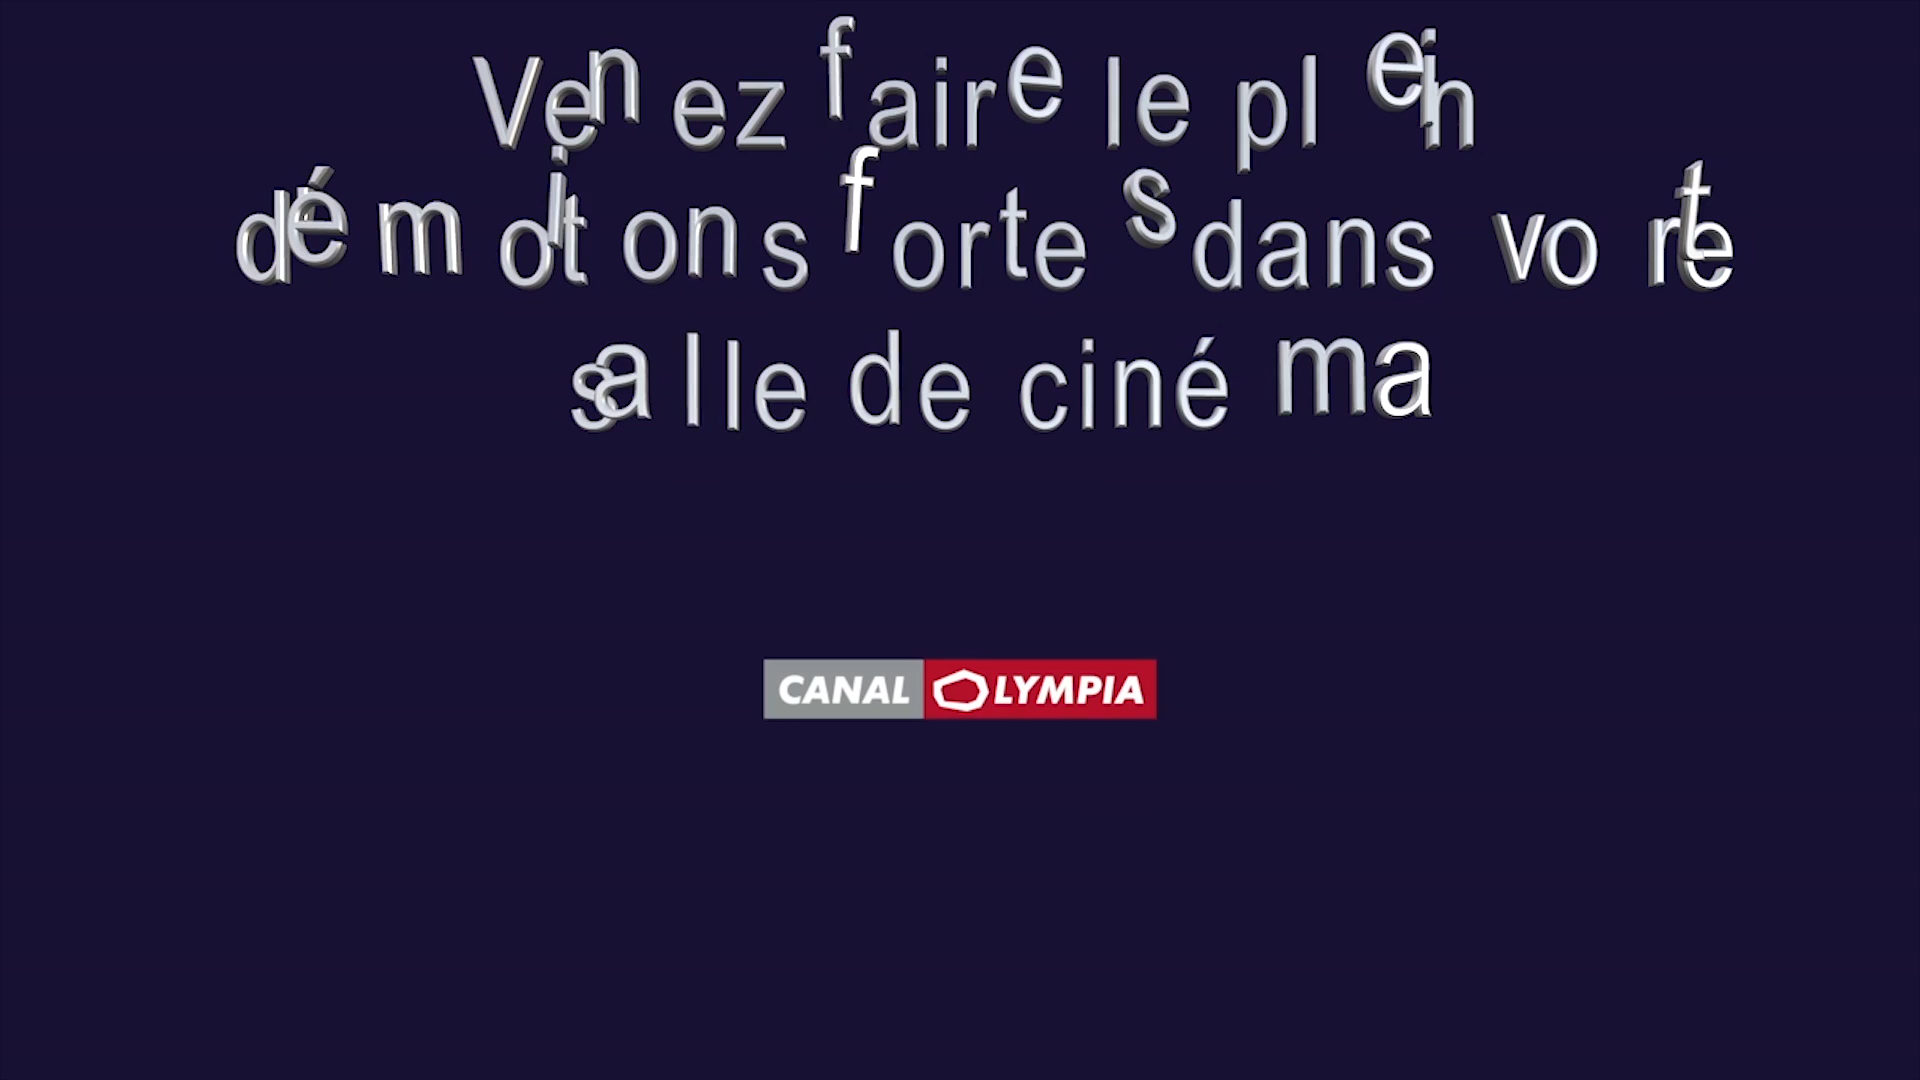 Venez faire le plein
d'émotions fortes dans votre
salle de cinéma
CANAL OLYMPIA